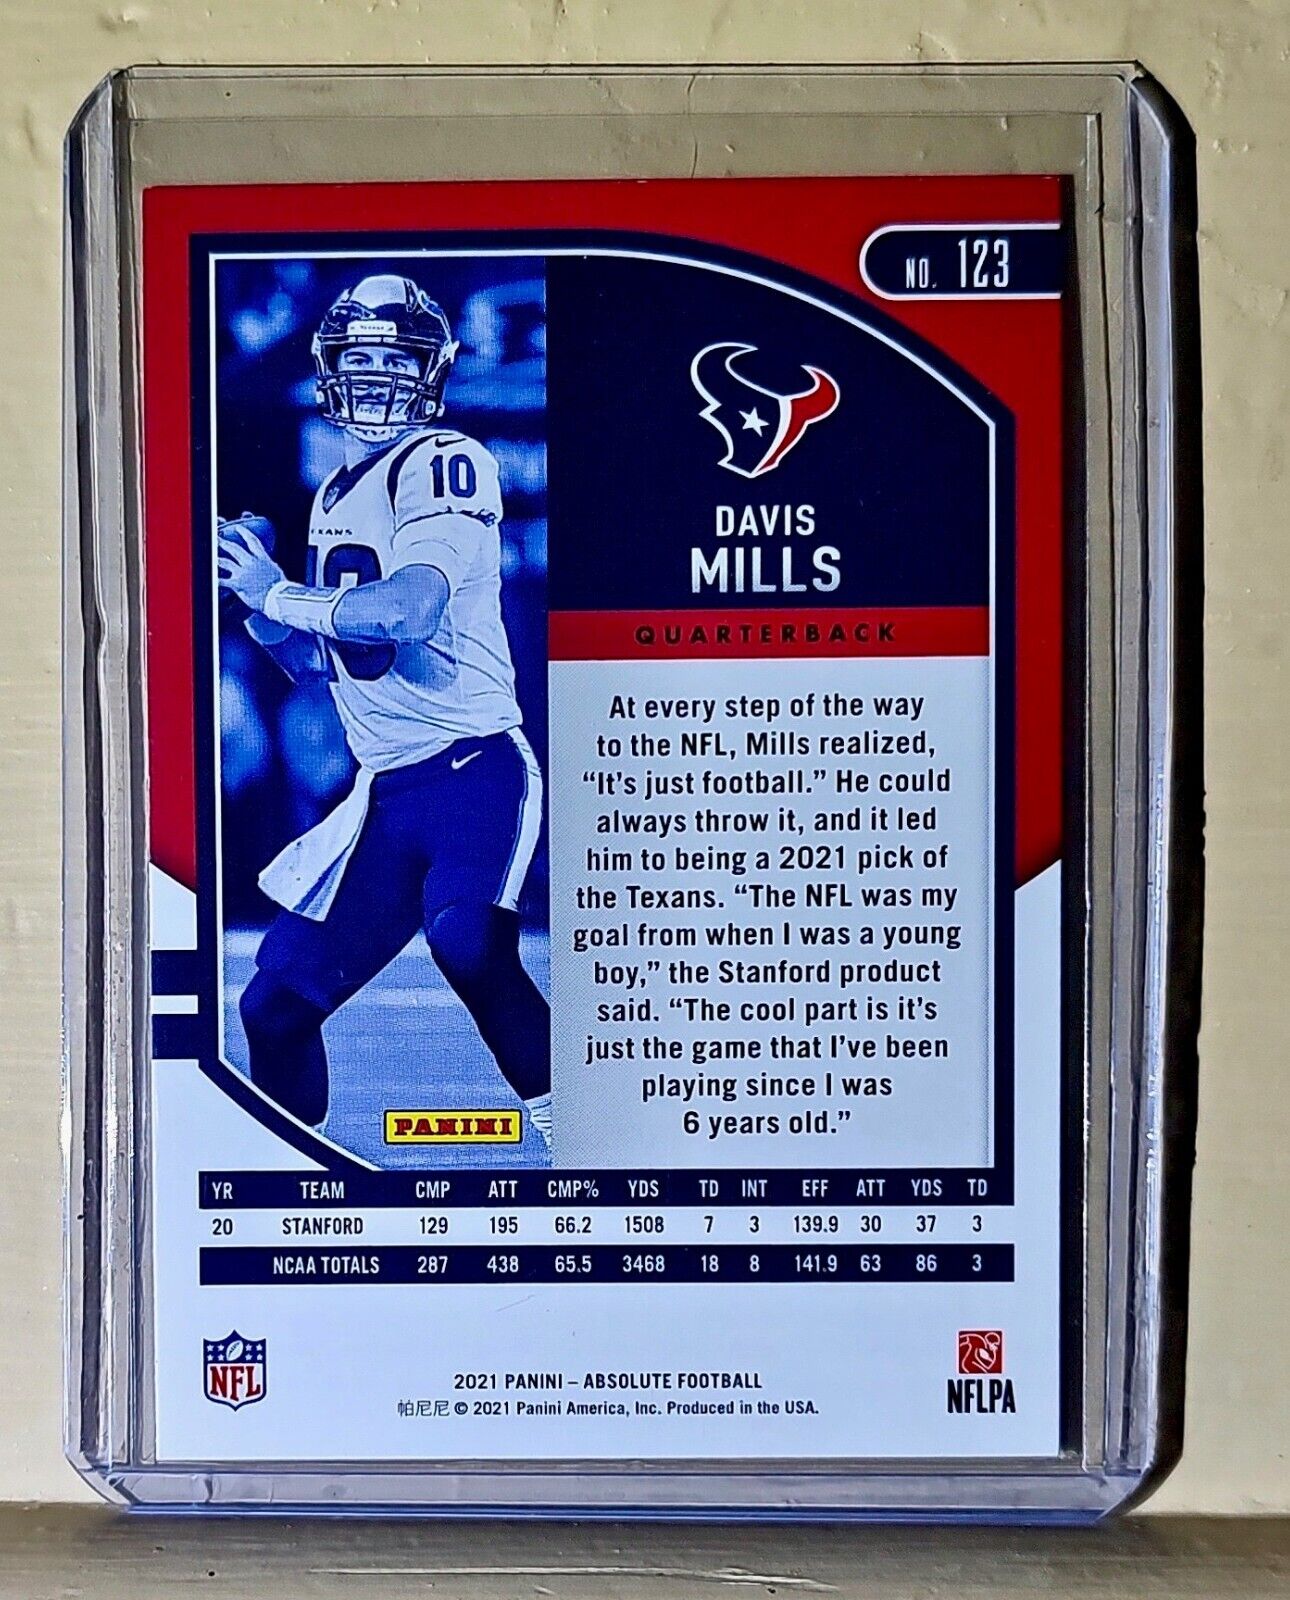 NO. 123
TEXANS
10
TEXANS
10
DAVIS
MILLS
QUARTERBACK
At every step of the way
to the NFL, Mills realized,
“It’s just football.” He could
always throw it, and it led
him to being a 2021 pick of
the Texans. “The NFL was my
goal from when I was a young
boy,” the Stanford product
said. “The cool part is it’s
just the game that I’ve been
playing since I was
6 years old.”
PANINI
YR TEAM CMP ATT CMP% YDS TD INT EFF ATT YDS TD
20 STANFORD 129 195 66.2 1508 7 3 139.9 30 37 3
NCAA TOTALS 287 438 65.5 3468 18 8 141.9 63 86 3
NFL
2021 PANINI – ABSOLUTE FOOTBALL
帕尼尼 © 2021 Panini America, Inc. Produced in the USA.
NFLPA